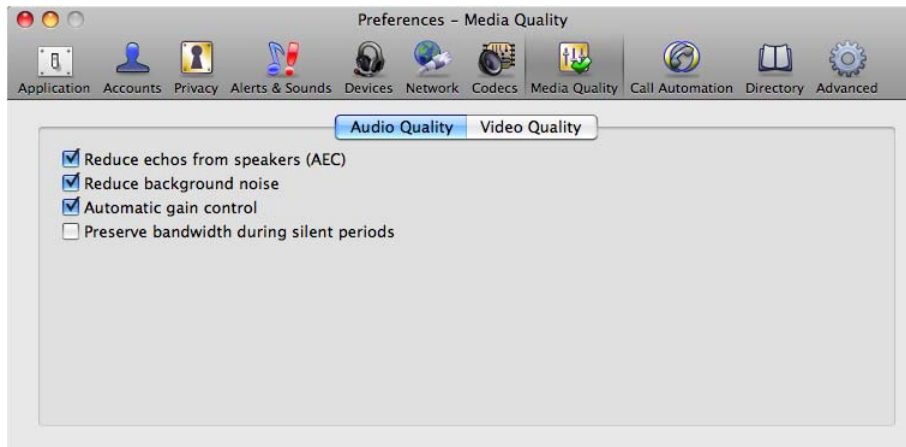 Preferences – Media Quality
Application Accounts Privacy Alerts & Sounds Devices Network Codecs Media Quality Call Automation Directory Advanced
Audio Quality Video Quality
Reduce echos from speakers (AEC)
Reduce background noise
Automatic gain control
Preserve bandwidth during silent periods